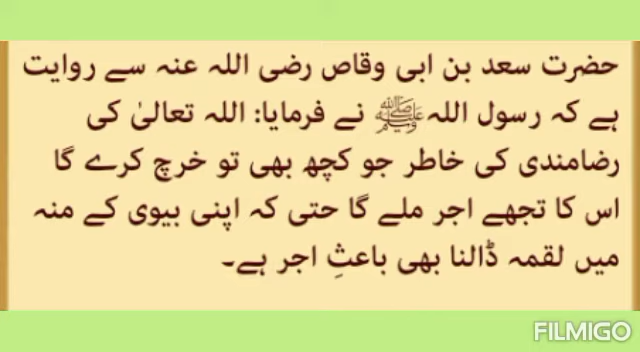 حضرت سعد بن ابی وقاص رضی اللہ عنہ سے روایت
ہے کہ رسول اللہ ﷺ نے فرمایا: اللہ تعالیٰ کی
رضامندی کی خاطر جو کچھ بھی تو خرچ کرے گا
اس کا تجھے اجر ملے گا حتی کہ اپنی بیوی کے منہ
میں لقمہ ڈالنا بھی باعثِ اجر ہے۔
FILMIGO